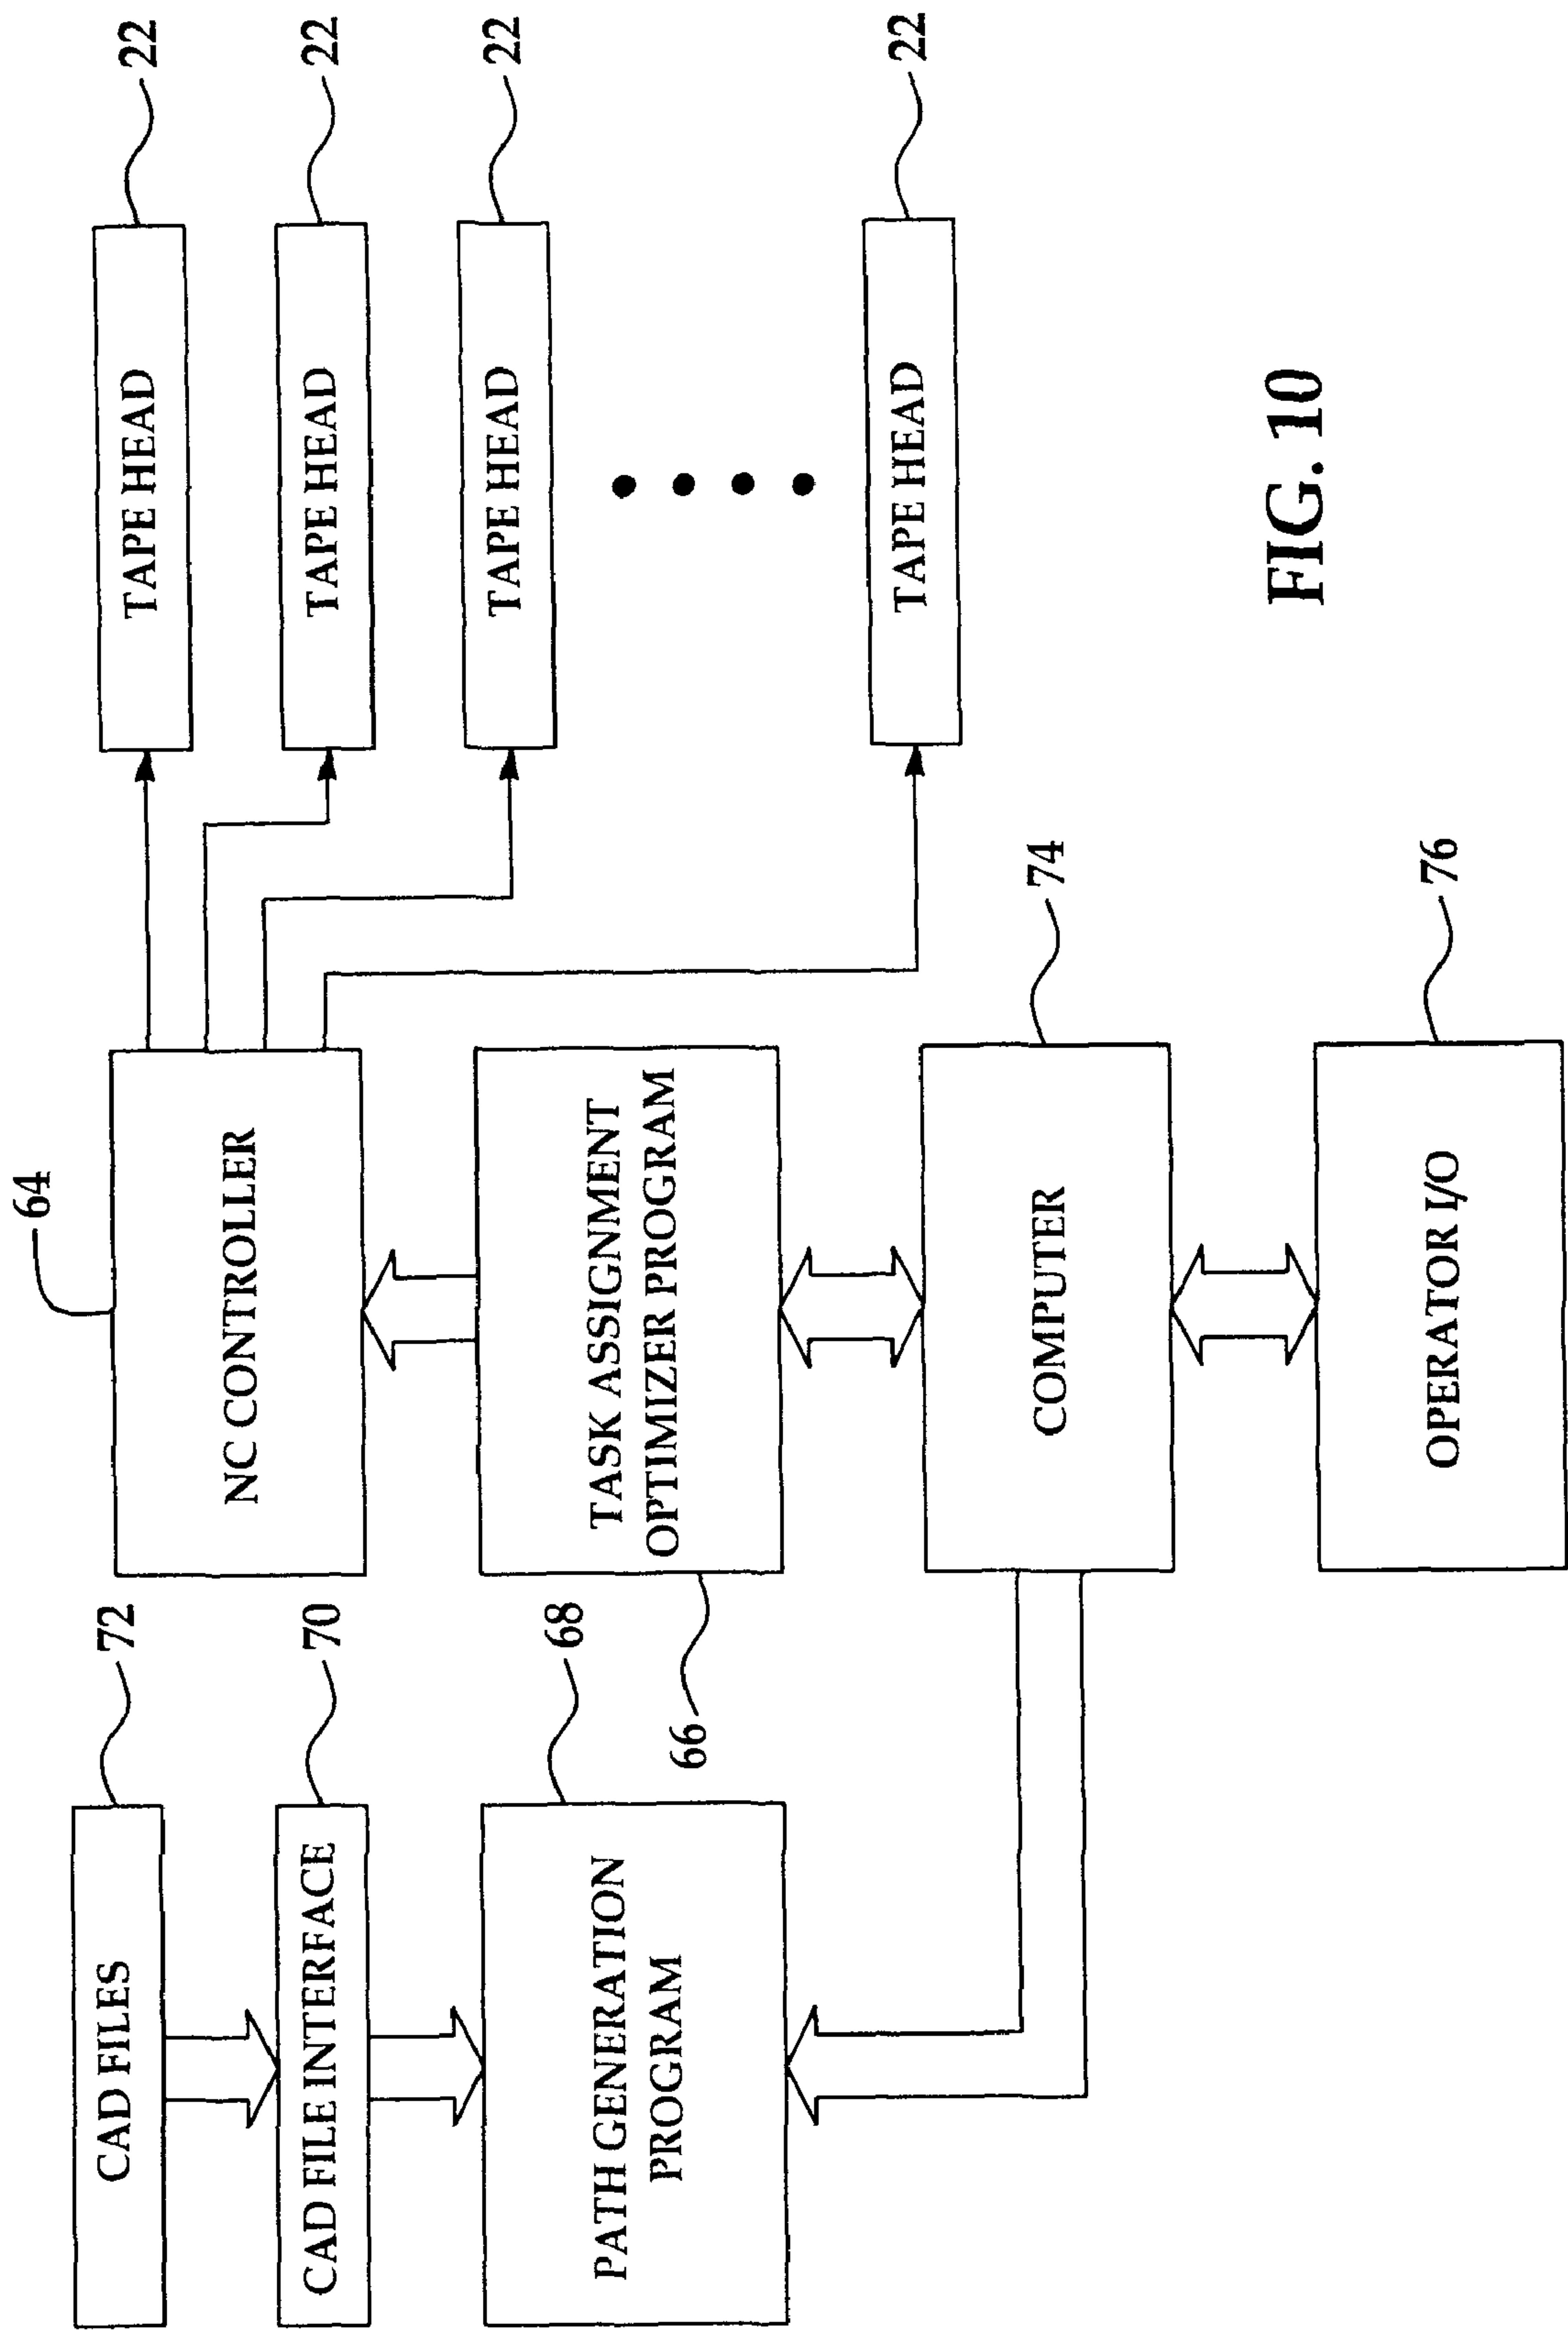 72
CAD FILES
70
CAD FILE INTERFACE
68
PATH GENERATION
PROGRAM
64
NC CONTROLLER
66
TASK ASSIGNMENT
OPTIMIZER PROGRAM
74
COMPUTER
76
OPERATOR I/O
22
TAPE HEAD
22
TAPE HEAD
22
TAPE HEAD
22
TAPE HEAD
FIG. 10